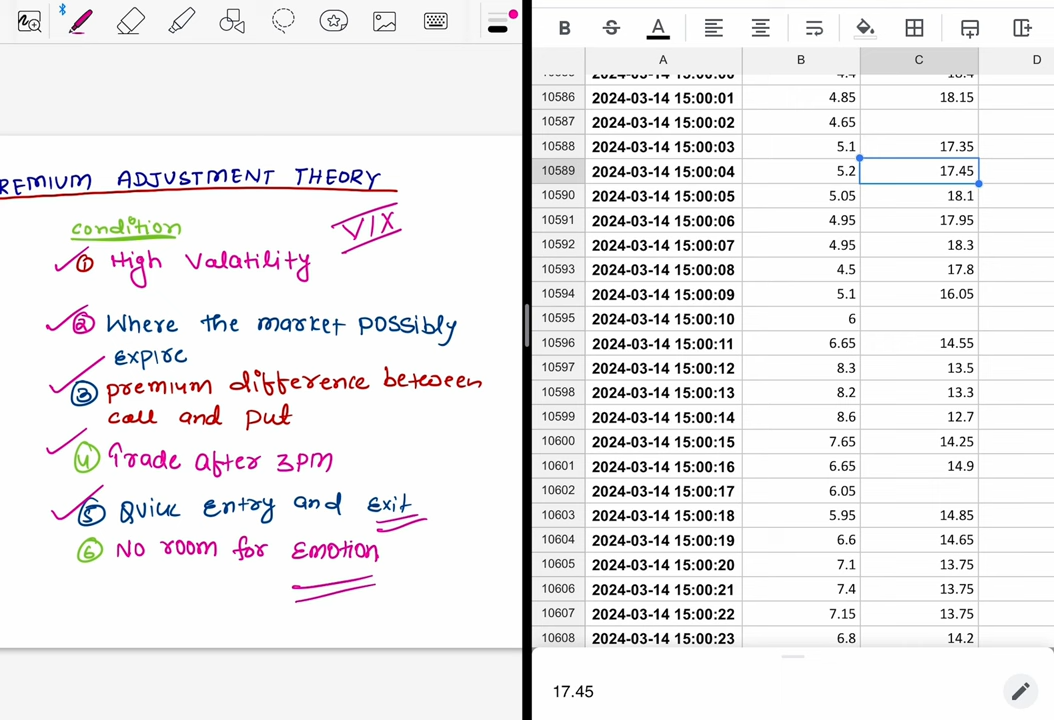 REMIUM ADJUSTMENT THEORY
condition
VIX
① High Valatility
② Where the market possibly
expire
③ premium difference between
call and put
④ Trade After 3PM
⑤ Quick Entry and Exit
⑥ No room for Emotion
B S A
A B C D
10586 2024-03-14 15:00:01 4.85 18.15
10587 2024-03-14 15:00:02 4.65
10588 2024-03-14 15:00:03 5.1 17.35
10589 2024-03-14 15:00:04 5.2 17.45
10590 2024-03-14 15:00:05 5.05 18.1
10591 2024-03-14 15:00:06 4.95 17.95
10592 2024-03-14 15:00:07 4.95 18.3
10593 2024-03-14 15:00:08 4.5 17.8
10594 2024-03-14 15:00:09 5.1 16.05
10595 2024-03-14 15:00:10 6
10596 2024-03-14 15:00:11 6.65 14.55
10597 2024-03-14 15:00:12 8.3 13.5
10598 2024-03-14 15:00:13 8.2 13.3
10599 2024-03-14 15:00:14 8.6 12.7
10600 2024-03-14 15:00:15 7.65 14.25
10601 2024-03-14 15:00:16 6.65 14.9
10602 2024-03-14 15:00:17 6.05
10603 2024-03-14 15:00:18 5.95 14.85
10604 2024-03-14 15:00:19 6.6 14.65
10605 2024-03-14 15:00:20 7.1 13.75
10606 2024-03-14 15:00:21 7.4 13.75
10607 2024-03-14 15:00:22 7.15 13.75
10608 2024-03-14 15:00:23 6.8 14.2
17.45